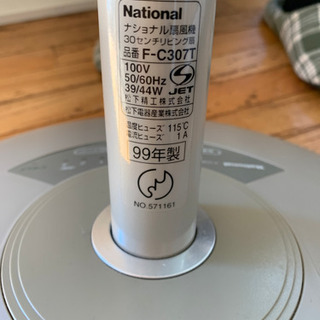 National
ナショナル扇風機
30センチリビング扇
品番 F-C307T
100V
50/60Hz
39/44W
JET
松下精工株式会社
松下電器産業株式会社
温度ヒューズ 115℃
電流ヒューズ 1A
99年製
NO.571161